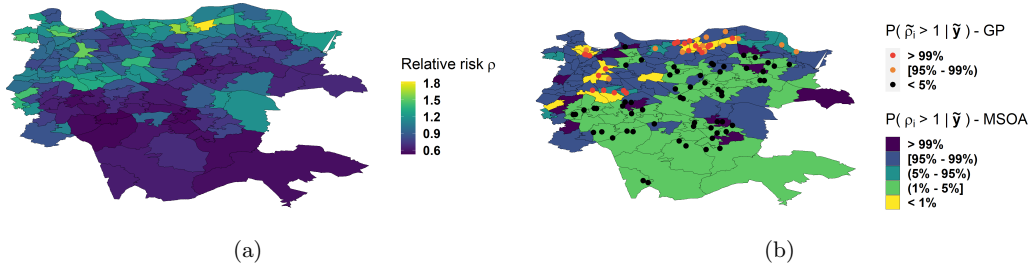 Relative risk ρ
1.8
1.5
1.2
0.9
0.6
P( ρ̃ᵢ > 1 | ỹ ) - GP
> 99%
[95% - 99%)
< 5%
P( ρᵢ > 1 | ỹ ) - MSOA
> 99%
[95% - 99%)
(5% - 95%)
(1% - 5%]
< 1%
(a)
(b)